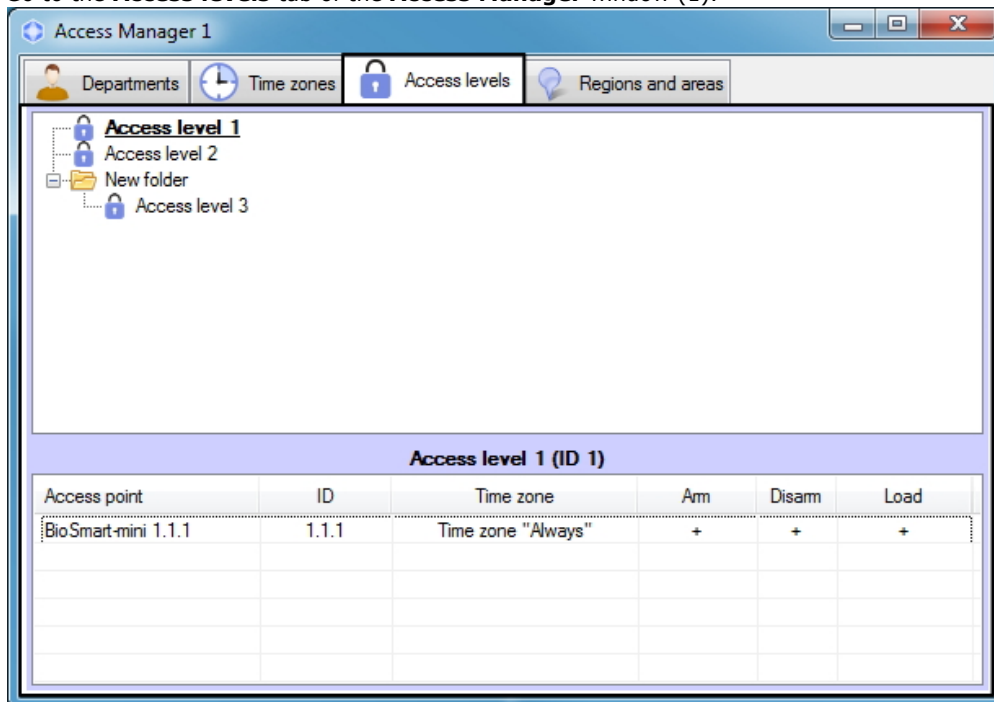 Go to the Access levels tab of the Access Manager window (1).
Access Manager 1
Departments Time zones Access levels Regions and areas
Access level 1
Access level 2
New folder
Access level 3
Access level 1 (ID 1)
Access point ID Time zone Arm Disarm Load
BioSmart-mini 1.1.1 1.1.1 Time zone "Always" + + +